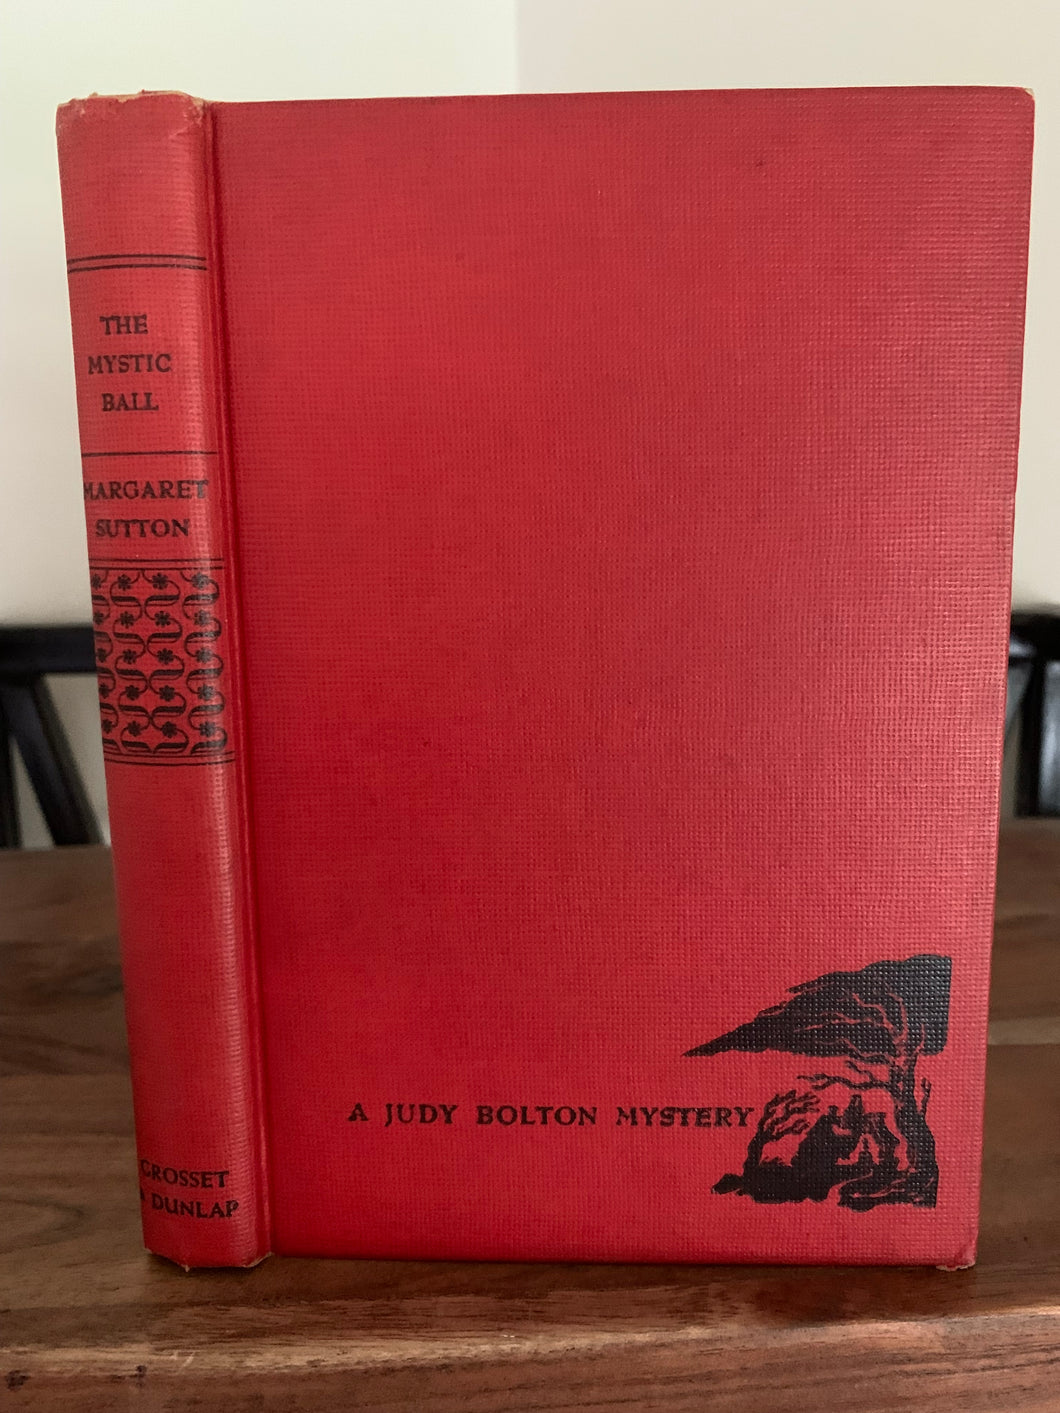 THE
MYSTIC
BALL
MARGARET
SUTTON
GROSSET
& DUNLAP
A JUDY BOLTON MYSTERY